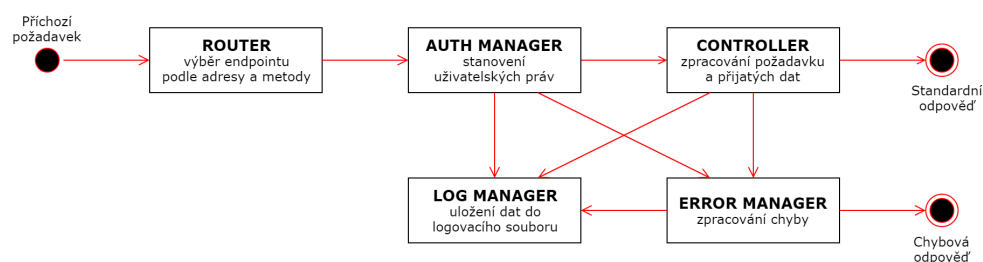 Příchozí
požadavek
ROUTER
výběr endpointu
podle adresy a metody
AUTH MANAGER
stanovení
uživatelských práv
CONTROLLER
zpracování požadavku
a přijatých dat
Standardní
odpověď
LOG MANAGER
uložení dat do
logovacího souboru
ERROR MANAGER
zpracování chyby
Chybová
odpověď